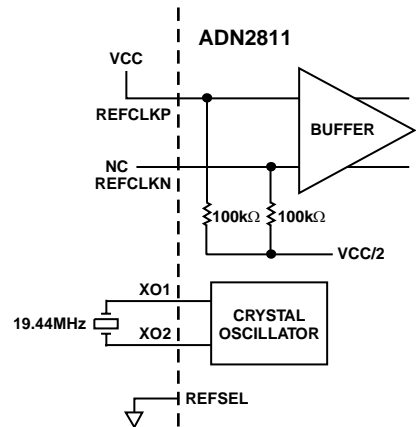 ADN2811
VCC
REFCLKP
BUFFER
NC
REFCLKN
100kΩ 100kΩ
VCC/2
XO1
19.44MHz
XO2
CRYSTAL
OSCILLATOR
REFSEL